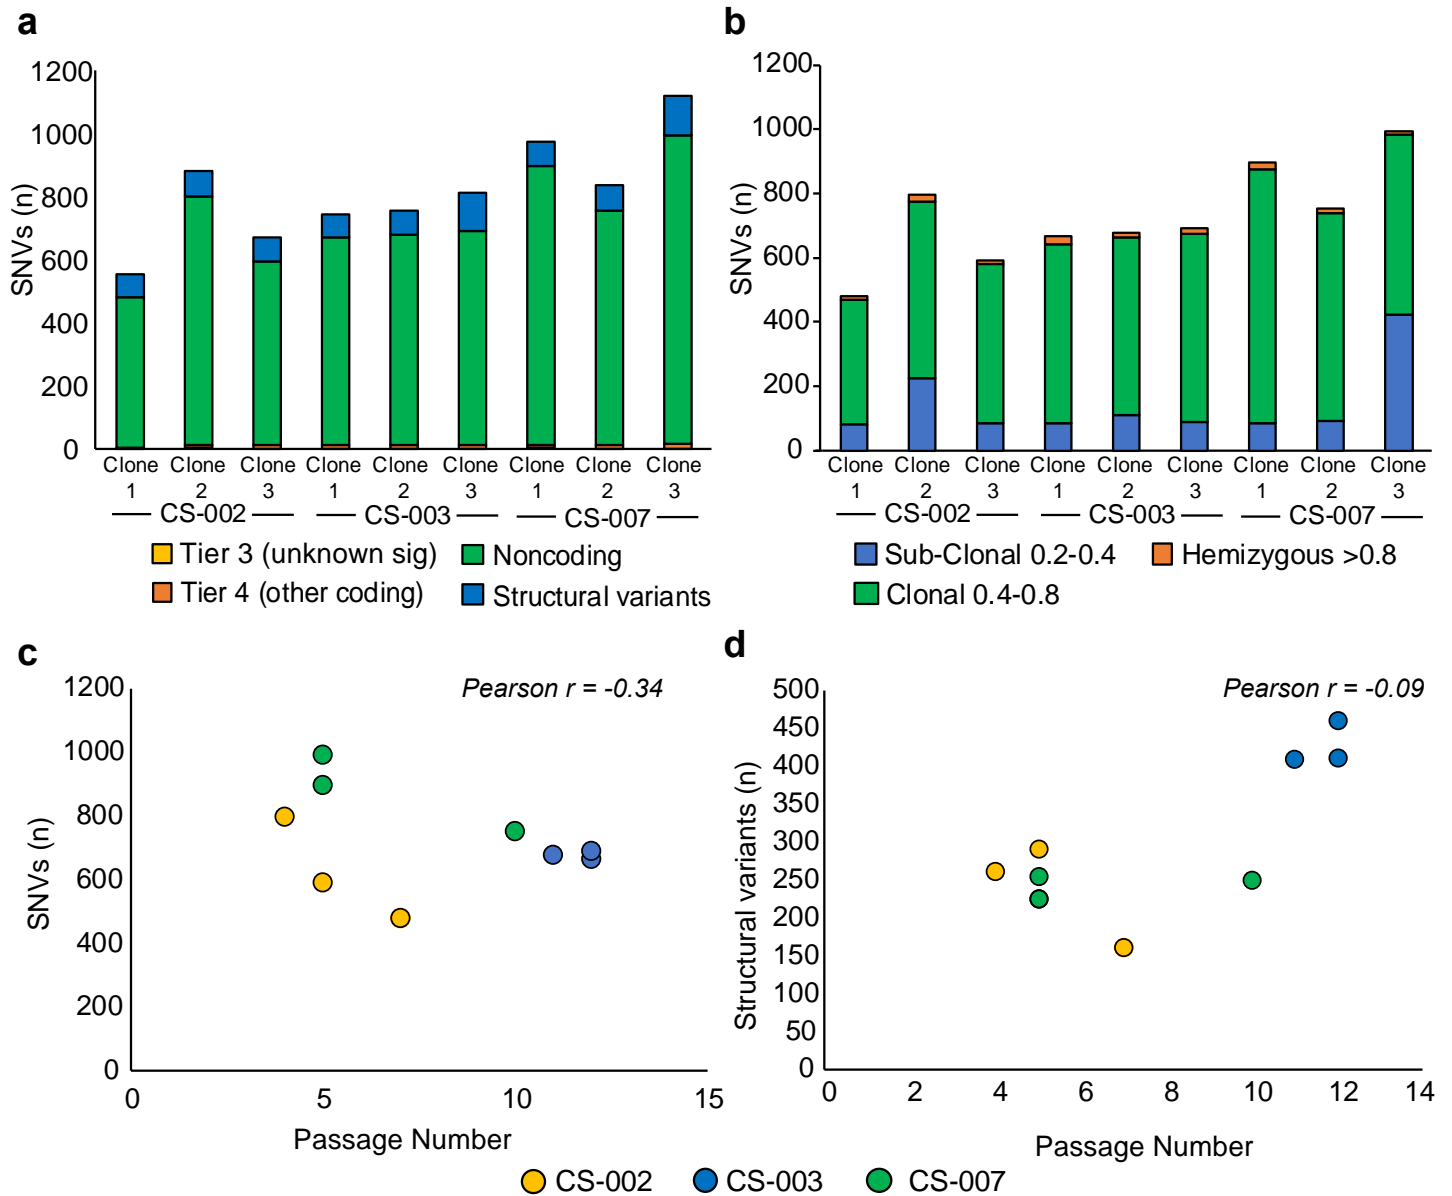 a
1200
1000
800
600
400
200
0
SNVs (n)
Clone 1 Clone 2 Clone 3 Clone 1 Clone 2 Clone 3 Clone 1 Clone 2 Clone 3
CS-002 CS-003 CS-007
Tier 3 (unknown sig) Noncoding
Tier 4 (other coding) Structural variants
b
1200
1000
800
600
400
200
0
SNVs (n)
Clone 1 Clone 2 Clone 3 Clone 1 Clone 2 Clone 3 Clone 1 Clone 2 Clone 3
CS-002 CS-003 CS-007
Sub-Clonal 0.2-0.4 Hemizygous >0.8
Clonal 0.4-0.8
c
Pearson r = -0.34
1200
1000
800
600
400
200
0
SNVs (n)
0 5 10 15
Passage Number
d
Pearson r = -0.09
500
450
400
350
300
250
200
150
100
50
0
Structural variants (n)
0 2 4 6 8 10 12 14
Passage Number
CS-002 CS-003 CS-007